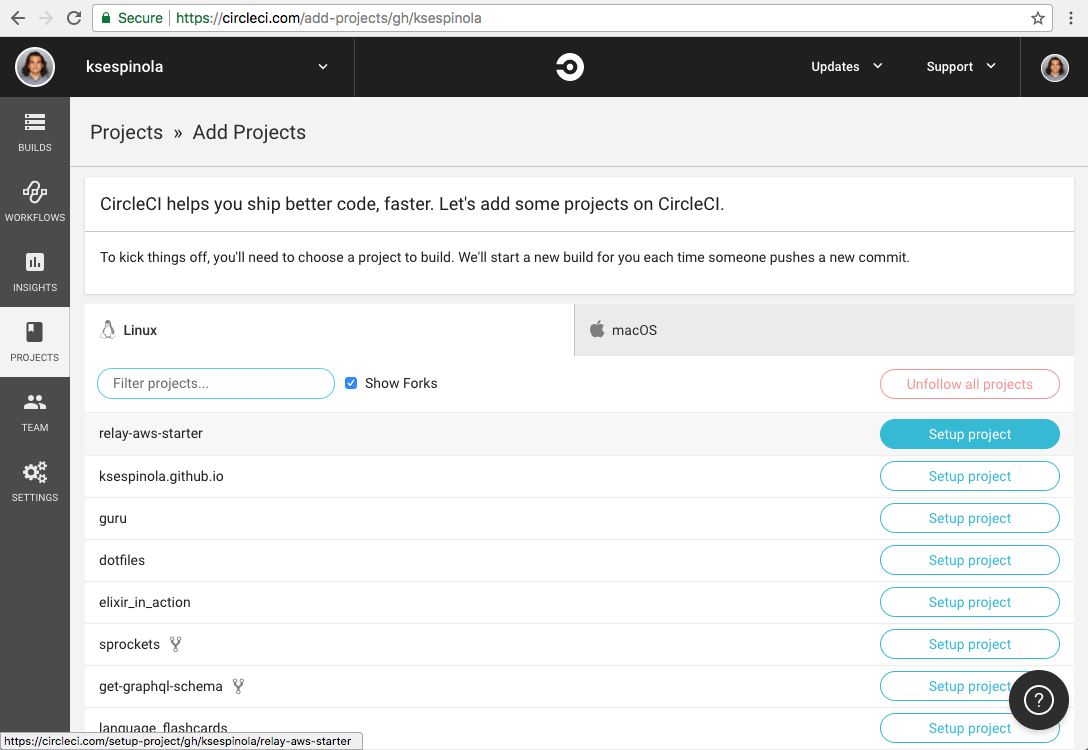 Secure https://circleci.com/add-projects/gh/ksespinola
ksespinola Updates Support
BUILDS
WORKFLOWS
INSIGHTS
PROJECTS
TEAM
SETTINGS
Projects » Add Projects
CircleCI helps you ship better code, faster. Let's add some projects on CircleCI.
To kick things off, you'll need to choose a project to build. We'll start a new build for you each time someone pushes a new commit.
Linux macOS
Filter projects... Show Forks Unfollow all projects
relay-aws-starter Setup project
ksespinola.github.io Setup project
guru Setup project
dotfiles Setup project
elixir_in_action Setup project
sprockets Setup project
get-graphql-schema Setup project
language_flashcards Setup project
?
https://circleci.com/setup-project/gh/ksespinola/relay-aws-starter